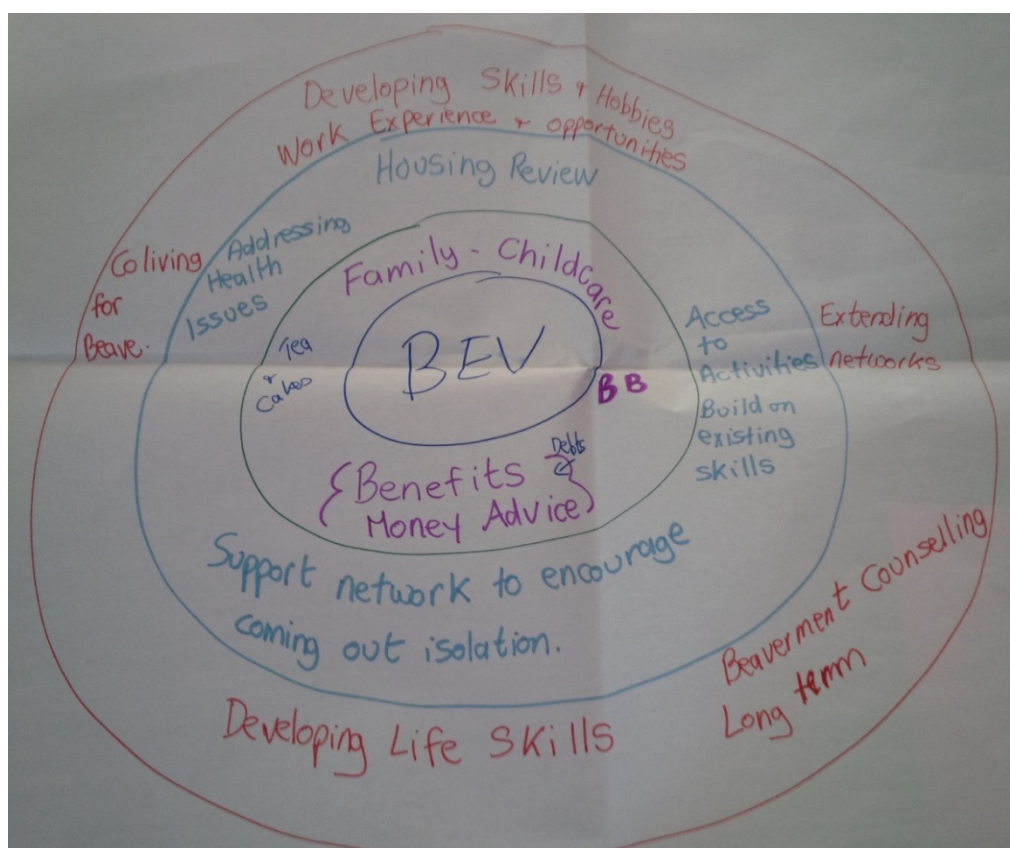 Developing Skills & Hobbies
Work Experience & opportunities
Housing Review
Addressing
Health
Issues
Coliving
for
Beave.
Family - Childcare
BEV
BB
Tea
&
Cakes
Access
to
Activities
Build on
existing
skills
Extending
networks
Debts
&
{Benefits }
Money Advice
Support network to encourage
coming out isolation.
Beaverment Counselling
Long term
Developing Life Skills